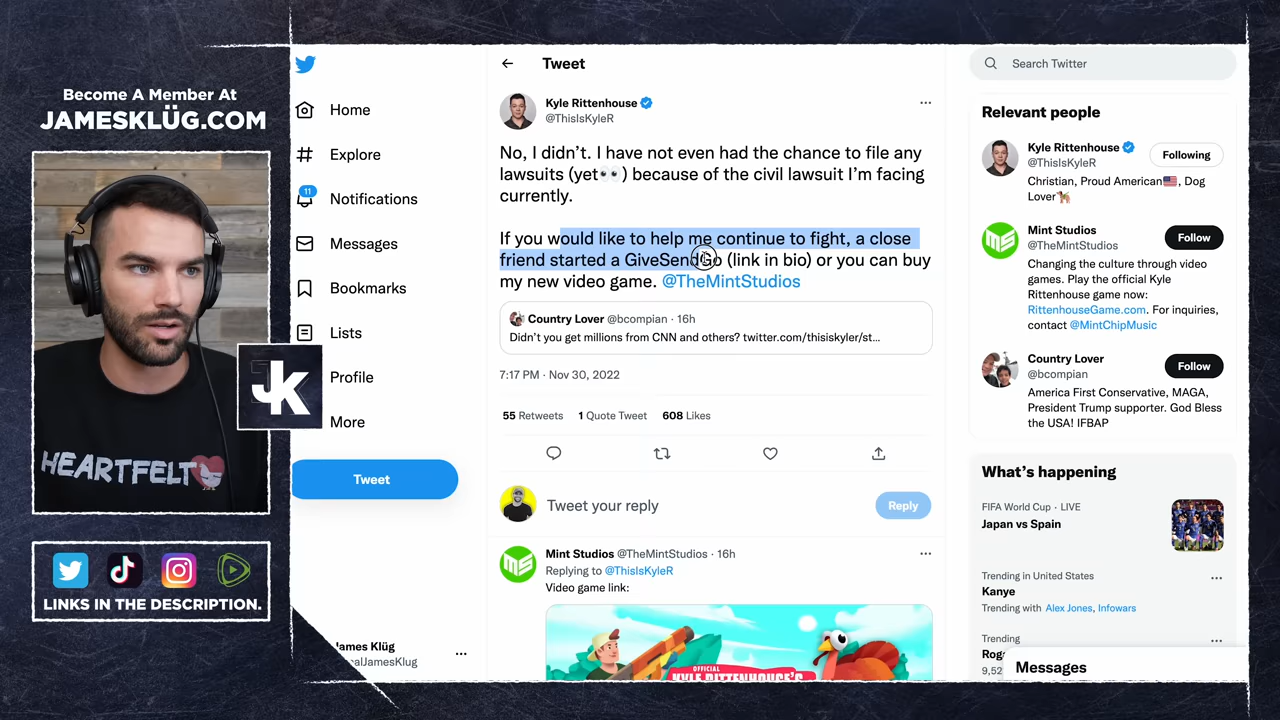 Become A Member At
JAMESKLÜG.COM
HEARTFELT
JK
LINKS IN THE DESCRIPTION.
Home
Explore
11
Notifications
Messages
Bookmarks
Lists
Profile
More
Tweet
James Klüg
Tweet
Kyle Rittenhouse
@ThisIsKyleR
No, I didn't. I have not even had the chance to file any
lawsuits (yet👀) because of the civil lawsuit I'm facing
currently.
If you would like to help me continue to fight, a close
friend started a GiveSendGo (link in bio) or you can buy
my new video game. @TheMintStudios
Country Lover @bcompian · 16h
Didn't you get millions from CNN and others? twitter.com/thisiskyler/st...
7:17 PM · Nov 30, 2022
55 Retweets 1 Quote Tweet 608 Likes
Tweet your reply
Reply
Mint Studios @TheMintStudios · 16h
Replying to @ThisIsKyleR
Video game link:
OFFICIAL
KYLE RITTENHOUSE'S
Search Twitter
Relevant people
Kyle Rittenhouse
@ThisIsKyleR
Following
Christian, Proud American🇺🇸, Dog
Lover🐕‍🦺
Mint Studios
@TheMintStudios
Follow
Changing the culture through video
games. Play the official Kyle
Rittenhouse game now:
RittenhouseGame.com. For inquiries,
contact @MintChipMusic
Country Lover
@bcompian
Follow
America First Conservative, MAGA,
President Trump supporter. God Bless
the USA! IFBAP
What's happening
FIFA World Cup · LIVE
Japan vs Spain
Trending in United States
Kanye
Trending with Alex Jones, Infowars
Trending
Messages